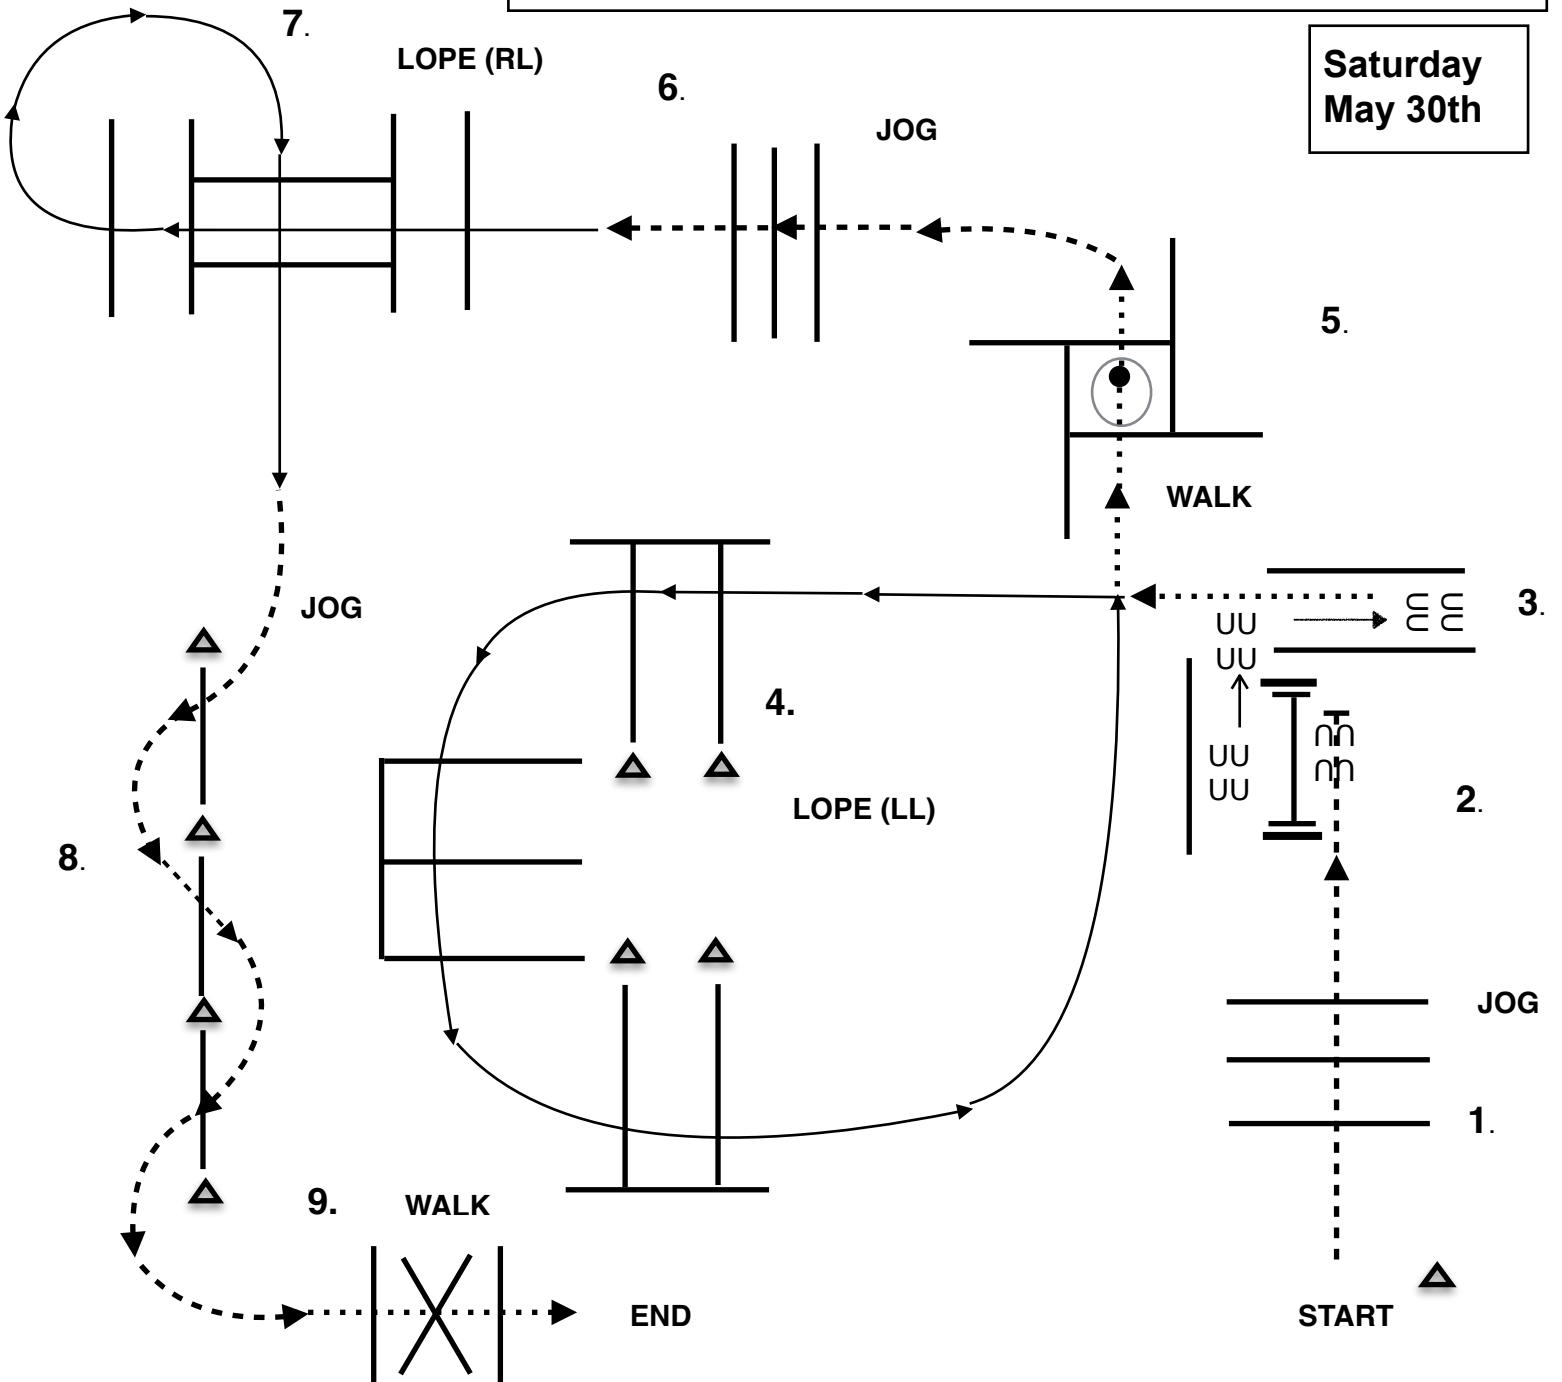 7.
LOPE (RL)
6.
JOG
Saturday
May 30th
5.
WALK
3.
JOG
4.
LOPE (LL)
2.
8.
JOG
1.
9.
WALK
END
START